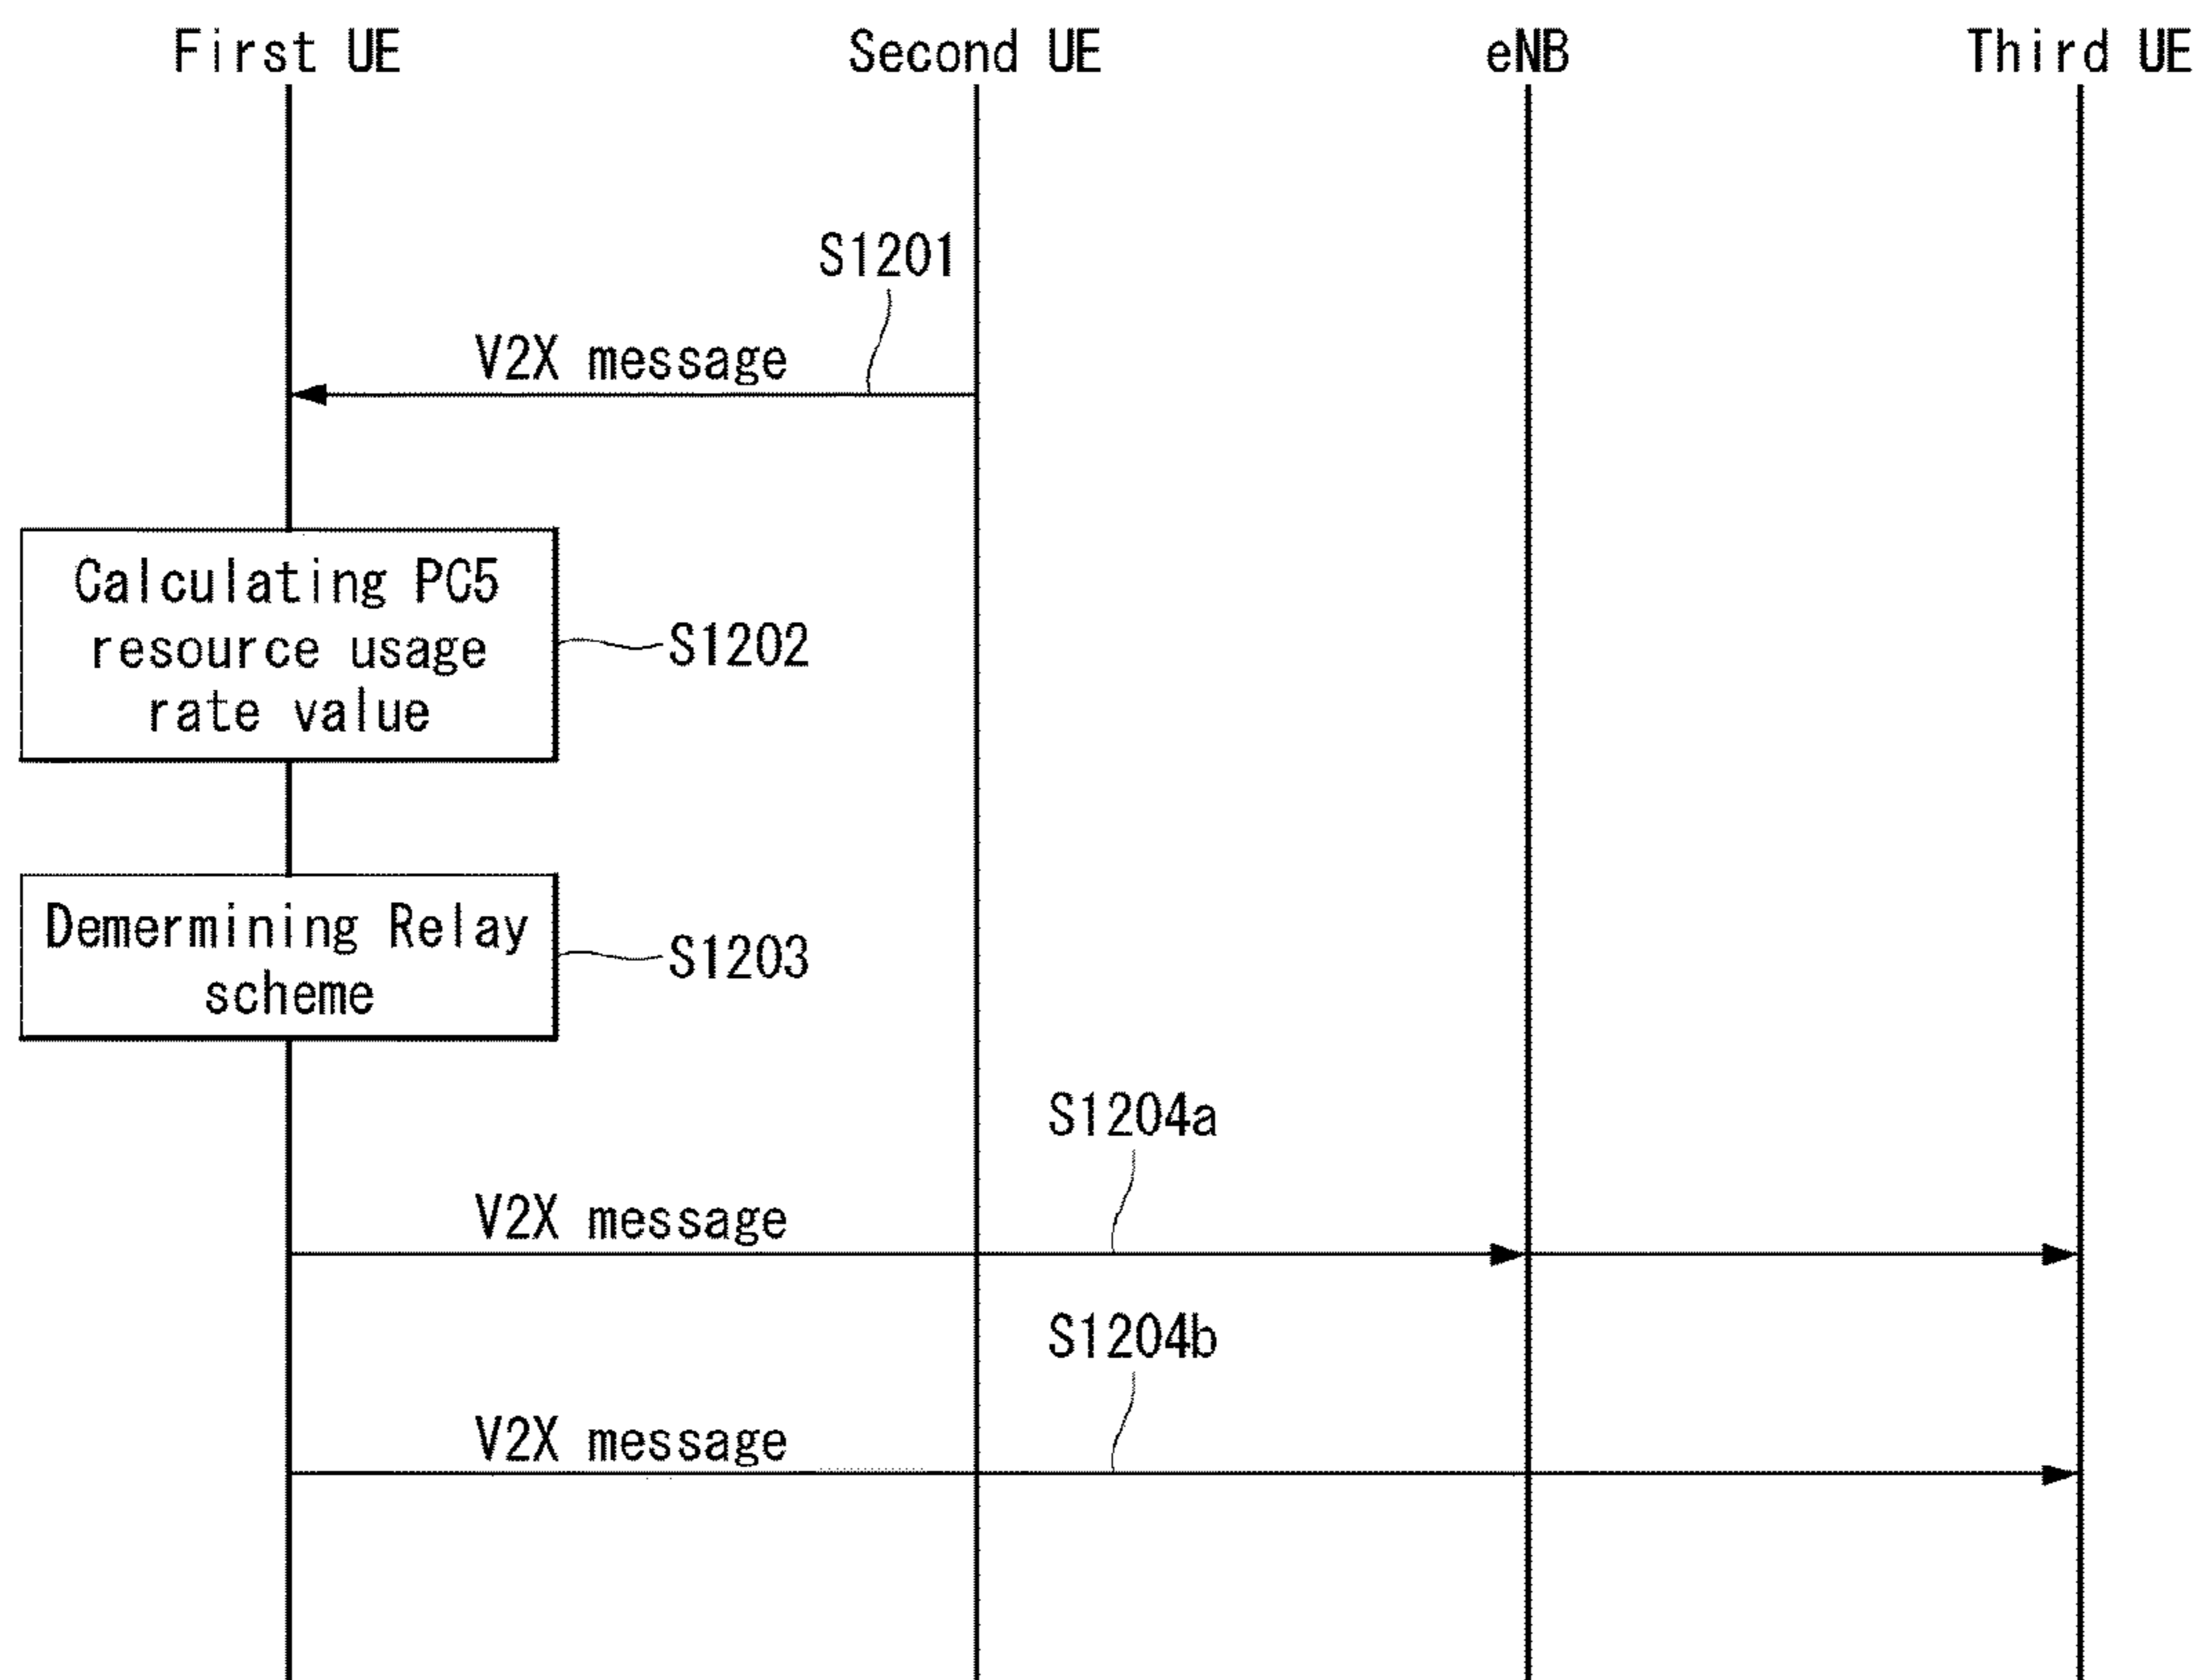 First UE
Second UE
eNB
Third UE
S1201
V2X message
Calculating PC5
resource usage
rate value
S1202
Demermining Relay
scheme
S1203
S1204a
V2X message
S1204b
V2X message